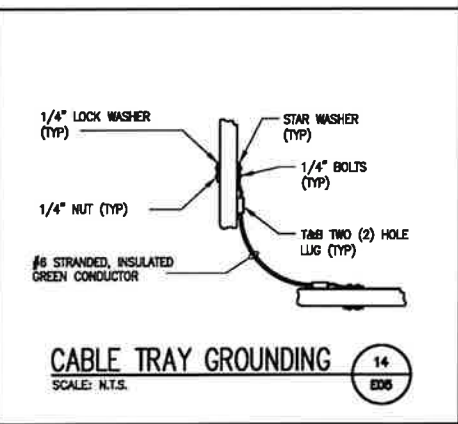 1/4" LOCK WASHER
(TYP)
STAR WASHER
(TYP)
1/4" BOLTS
(TYP)
1/4" NUT (TYP)
T&B TWO (2) HOLE
LUG (TYP)
#6 STRANDED, INSULATED
GREEN CONDUCTOR
CABLE TRAY GROUNDING
SCALE: N.T.S.
14
E05